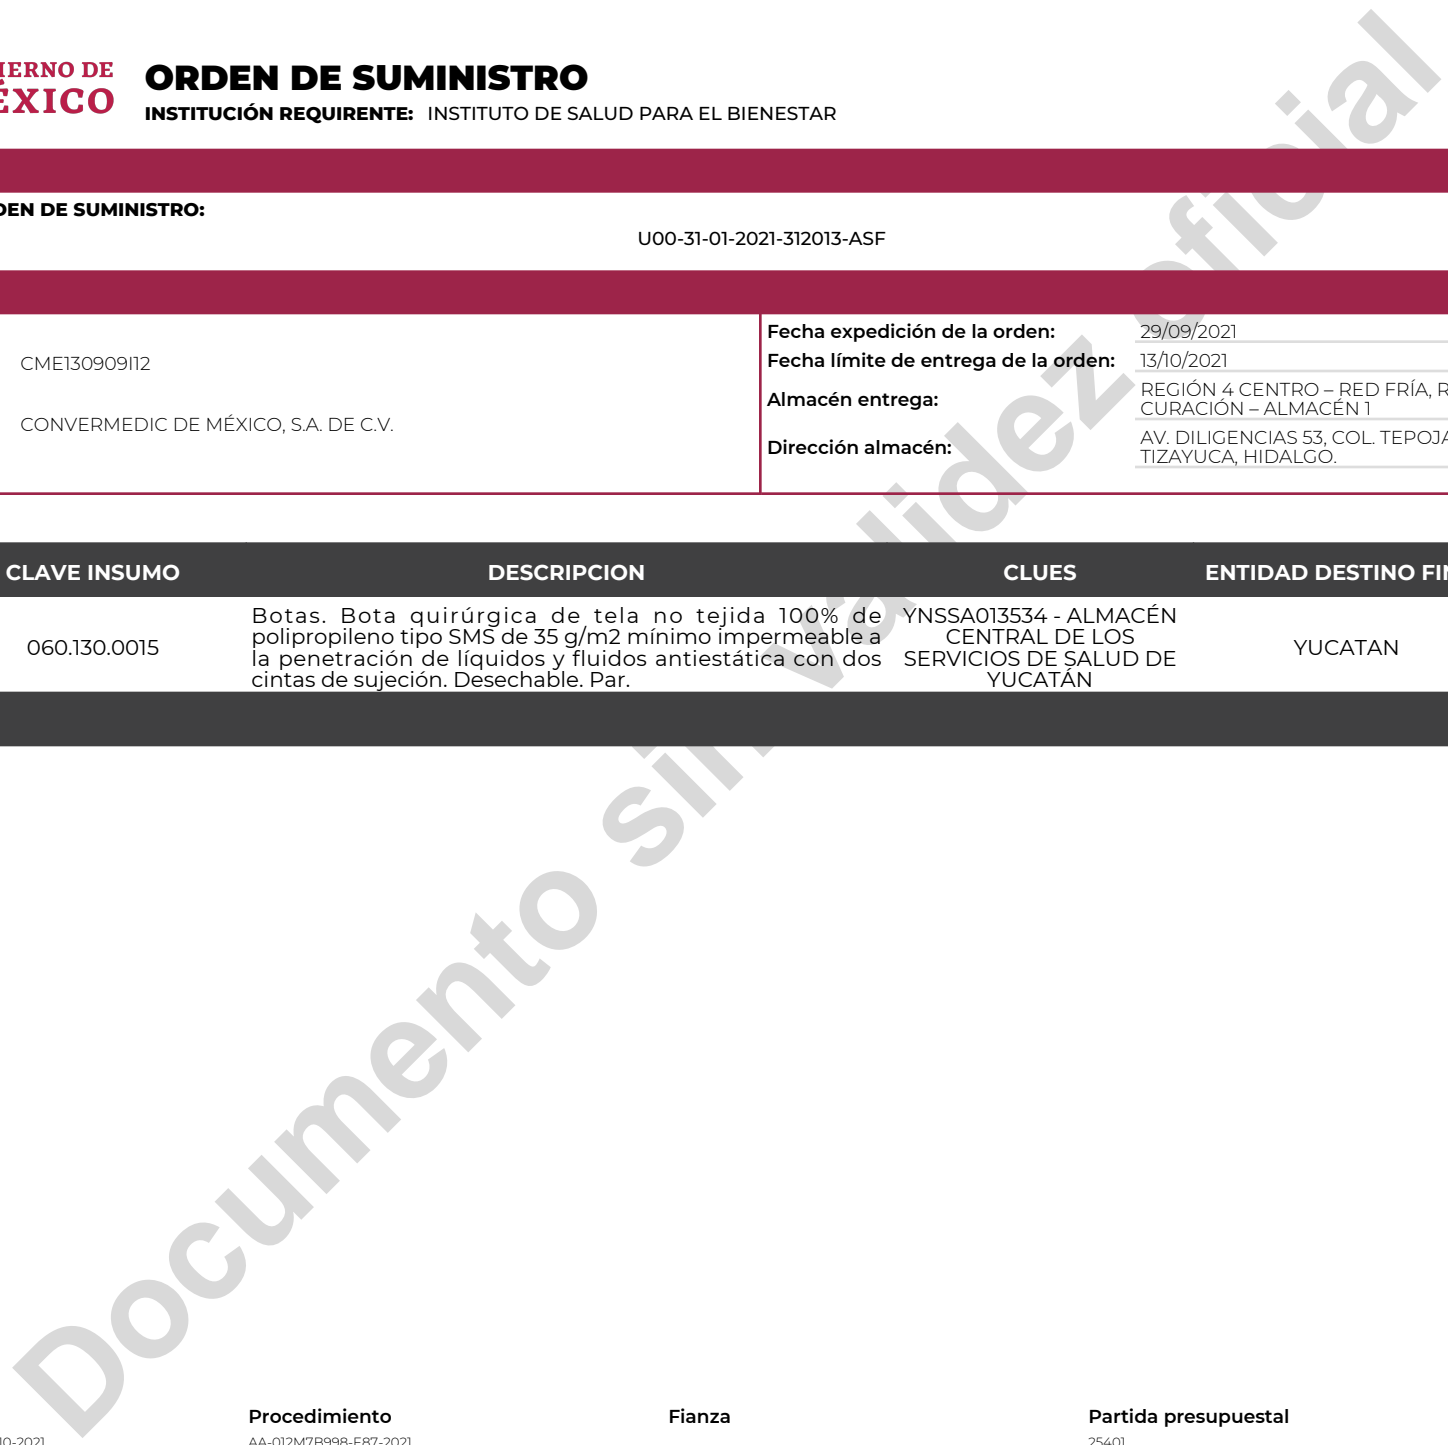 ORDEN DE SUMINISTRO
INSTITUCIÓN REQUIRENTE: INSTITUTO DE SALUD PARA EL BIENESTAR
IERNO DE
ÉXICO
DEN DE SUMINISTRO:
U00-31-01-2021-312013-ASF
CME130909I12
CONVERMEDIC DE MÉXICO, S.A. DE C.V.
Fecha expedición de la orden: 29/09/2021
Fecha límite de entrega de la orden: 13/10/2021
Almacén entrega: REGIÓN 4 CENTRO – RED FRÍA, R
CURACIÓN – ALMACÉN 1
Dirección almacén: AV. DILIGENCIAS 53, COL. TEPOJA
TIZAYUCA, HIDALGO.
CLAVE INSUMO DESCRIPCION CLUES ENTIDAD DESTINO FIN
060.130.0015
Botas. Bota quirúrgica de tela no tejida 100% de
polipropileno tipo SMS de 35 g/m2 mínimo impermeable a
la penetración de líquidos y fluidos antiestática con dos
cintas de sujeción. Desechable. Par.
YNSSA013534 - ALMACÉN
CENTRAL DE LOS
SERVICIOS DE SALUD DE
YUCATÁN
YUCATAN
Documento sin validez oficial
Procedimiento Fianza Partida presupuestal
10-2021 AA-012M7B998-E87-2021 25401